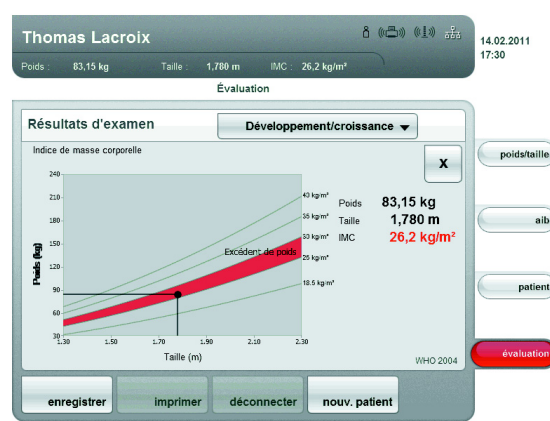 Thomas Lacroix
14.02.2011
17:30
Poids : 83,15 kg Taille : 1,780 m IMC : 26,2 kg/m²
Évaluation
Résultats d'examen
Développement/croissance
Indice de masse corporelle
x
poids/taille
aib
patient
évaluation
240
210
180
150
120
90
60
30
Poids (kg)
1.30 1.50 1.70 1.90 2.10 2.30
Taille (m)
40 kg/m²
35 kg/m²
30 kg/m²
25 kg/m²
18.5 kg/m²
Excédent de poids
Poids 83,15 kg
Taille 1,780 m
IMC 26,2 kg/m²
WHO 2004
enregistrer imprimer déconnecter nouv. patient